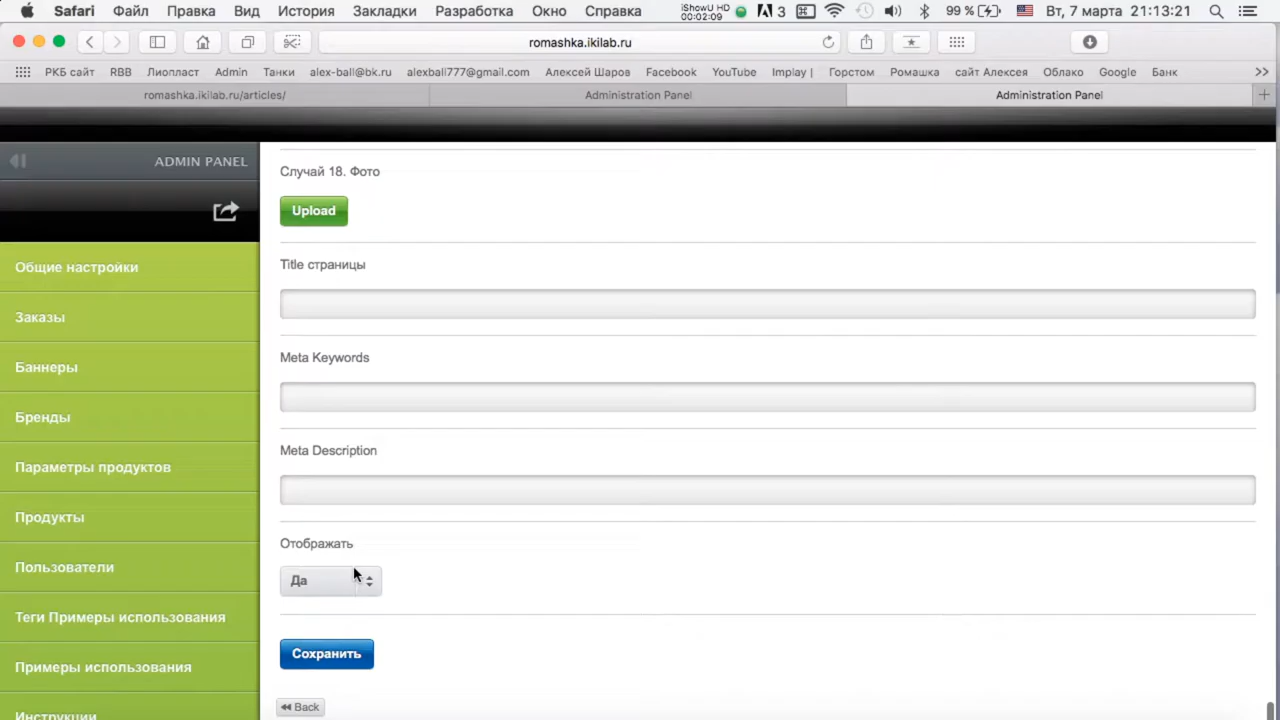 Safari Файл Правка Вид История Закладки Разработка Окно Справка iShowU HD 00:02:09 3 99 % Вт, 7 марта 21:13:21
romashka.ikilab.ru
РКБ сайт RBB Лиопласт Admin Танки alex-ball@bk.ru alexball777@gmail.com Алексей Шаров Facebook YouTube Implay | Горстом Ромашка сайт Алексея Облако Google Банк
romashka.ikilab.ru/articles/ Administration Panel Administration Panel
ADMIN PANEL
Общие настройки
Заказы
Баннеры
Бренды
Параметры продуктов
Продукты
Пользователи
Теги Примеры использования
Примеры использования
Инструкции
Случай 18. Фото
Upload
Title страницы
Meta Keywords
Meta Description
Отображать
Да
Сохранить
Back